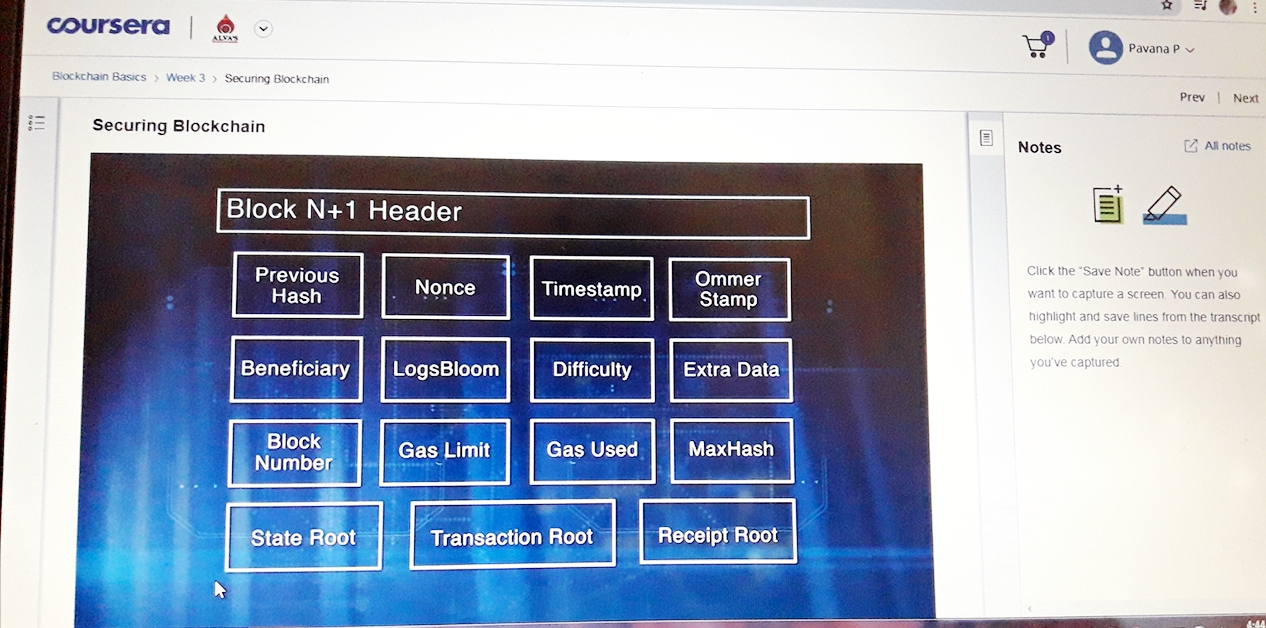 coursera
ALVA'S
1
Pavana P
Blockchain Basics > Week 3 > Securing Blockchain
Prev | Next
Securing Blockchain
Notes
All notes
Block N+1 Header
Previous
Hash
Nonce
Timestamp
Ommer
Stamp
Beneficiary
LogsBloom
Difficulty
Extra Data
Block
Number
Gas Limit
Gas Used
MaxHash
State Root
Transaction Root
Receipt Root
Click the "Save Note" button when you
want to capture a screen. You can also
highlight and save lines from the transcript
below. Add your own notes to anything
you've captured.
4:44